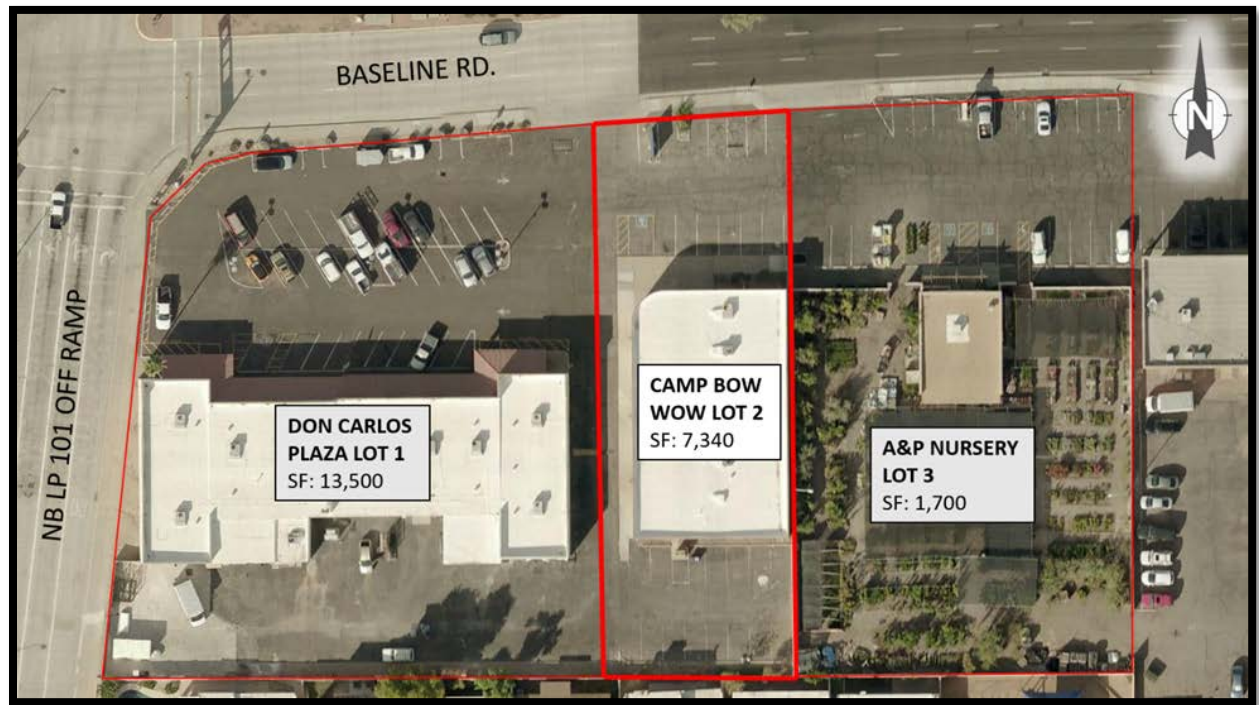 BASELINE RD.
N
NB LP 101 OFF RAMP
DON CARLOS
PLAZA LOT 1
SF: 13,500
CAMP BOW
WOW LOT 2
SF: 7,340
A&P NURSERY
LOT 3
SF: 1,700